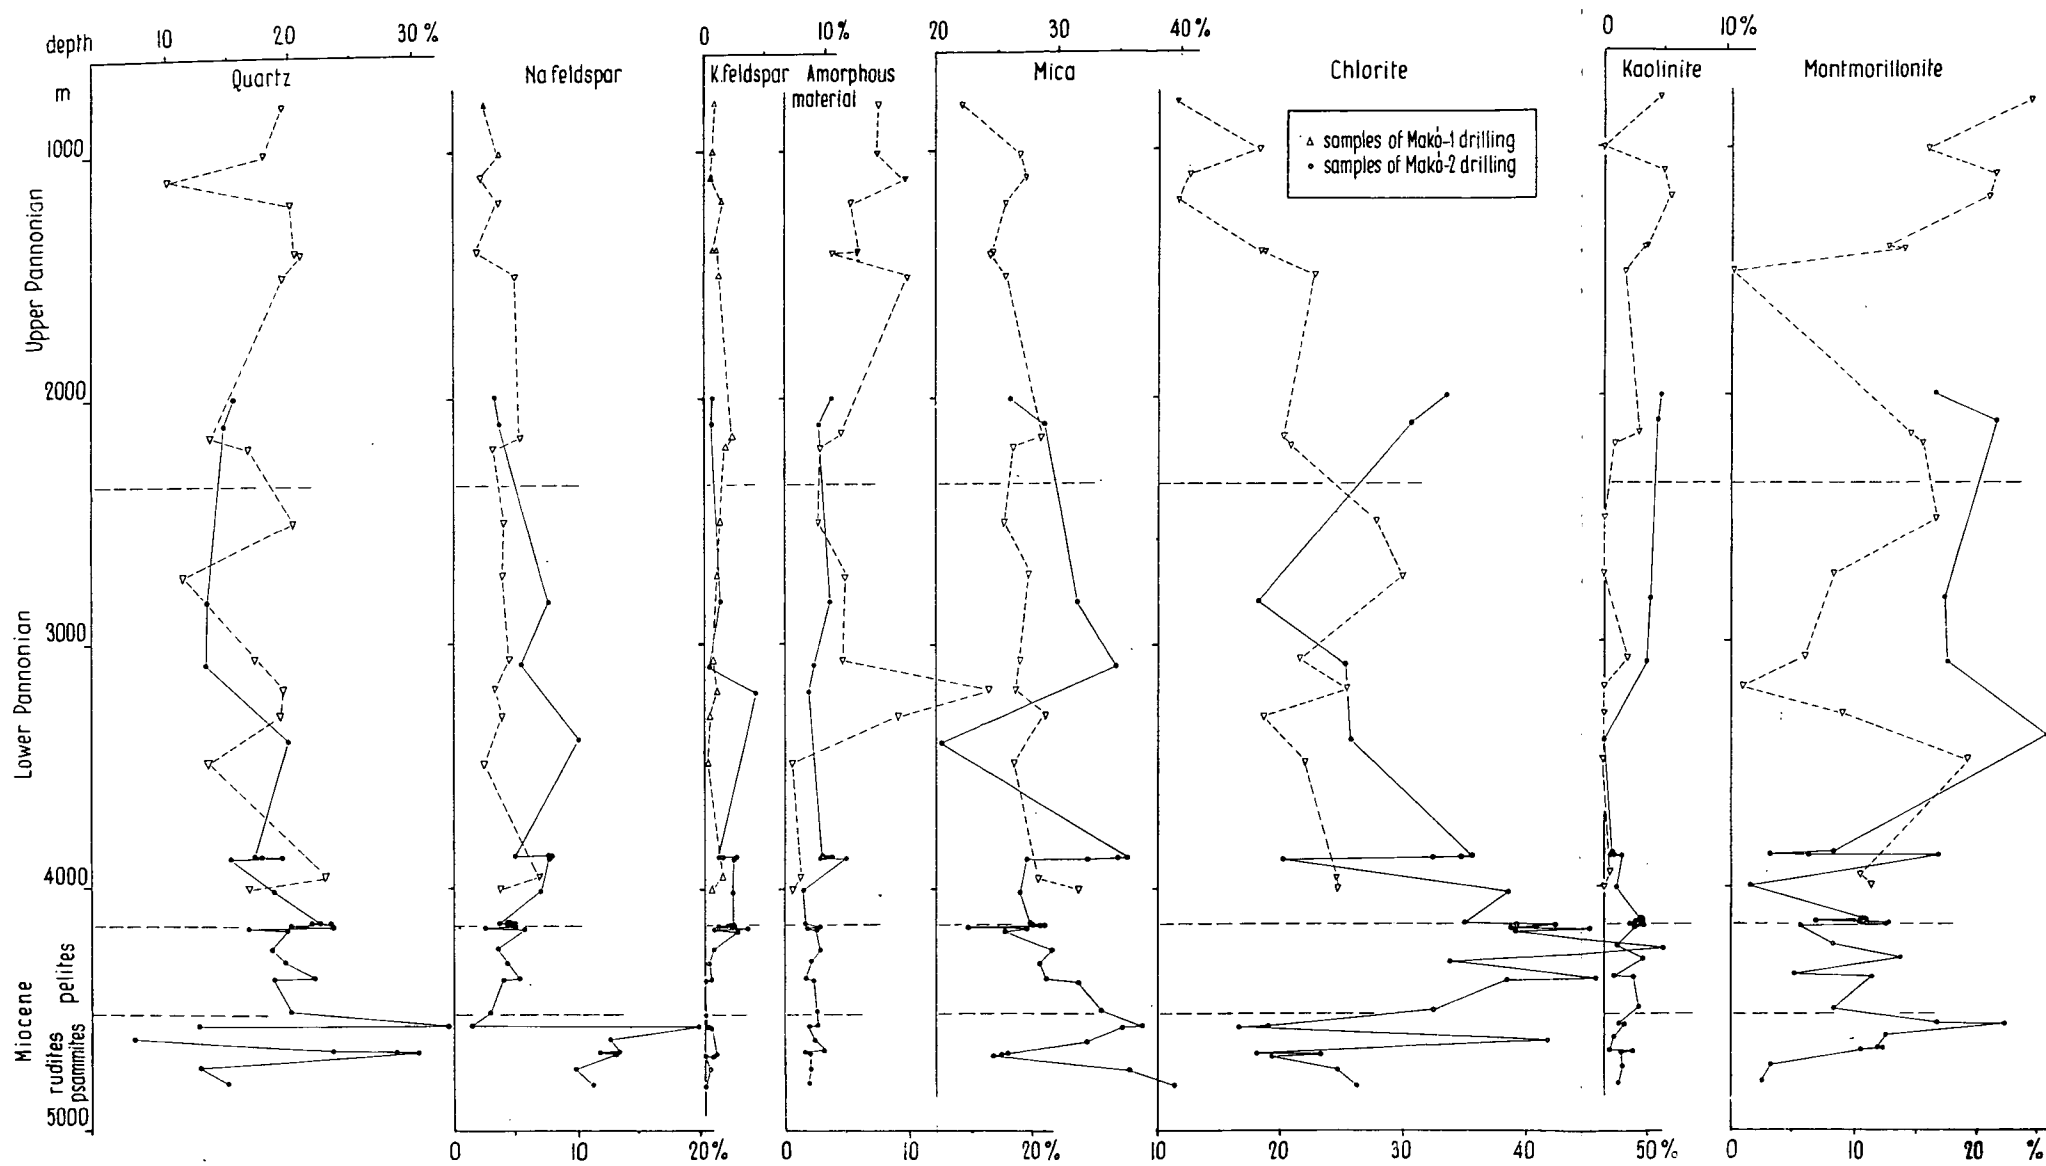 depth
m
10 20 30 %
Quartz
Na feldspar
0 10%
K.feldspar
Amorphous
material
20 30 40 %
Mica
Chlorite
0 10%
Kaolinite
Montmorillonite
samples of Makó-1 drilling
samples of Makó-2 drilling
1000
2000
3000
4000
5000
Upper Pannonian
Lower Pannonian
Miocene
pelites
rudites
psammites
0 10 20%
0 10 20%
10 20 30 40 50%
0 10 20 %